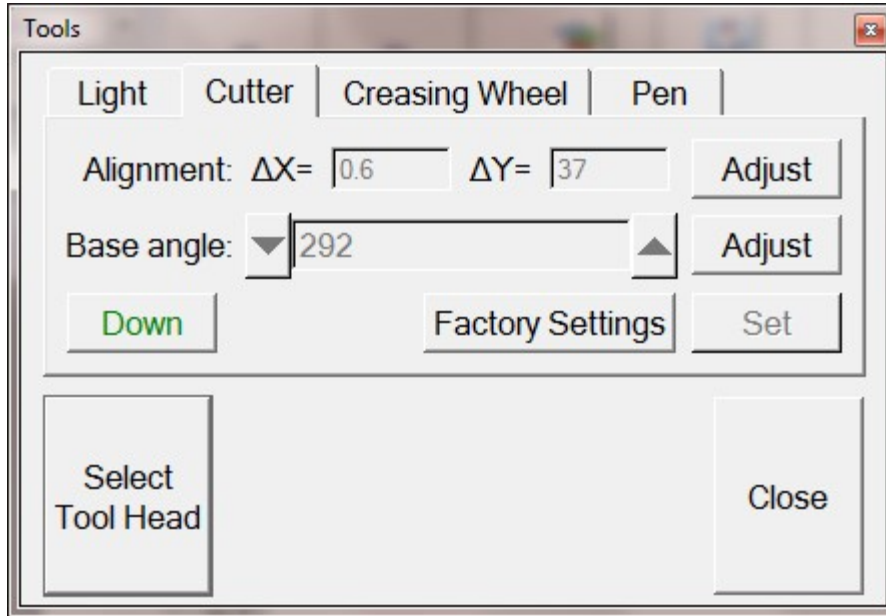 Tools
Light Cutter Creasing Wheel Pen
Alignment: ΔX= 0.6 ΔY= 37 Adjust
Base angle: 292 Adjust
Down Factory Settings Set
Select
Tool Head
Close